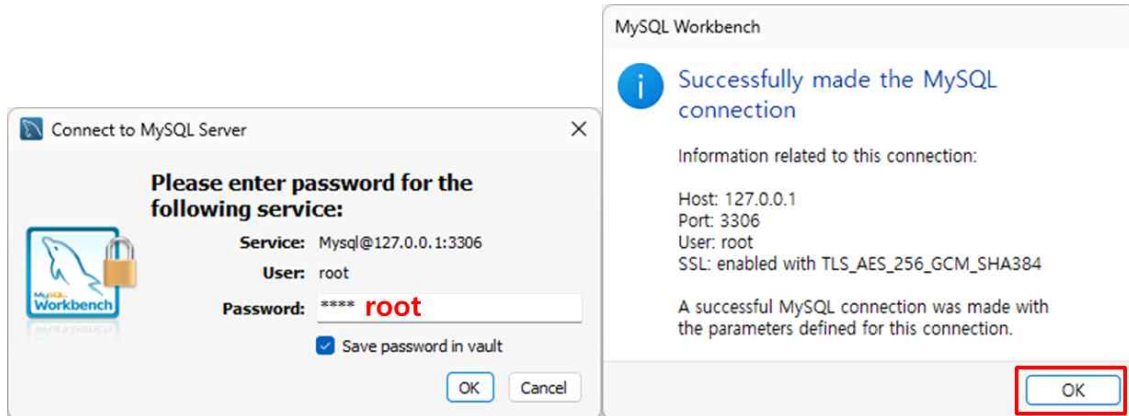 Connect to MySQL Server
Please enter password for the
following service:
Service: Mysql@127.0.0.1:3306
User: root
Password: **** root
Save password in vault
OK Cancel
MySQL
Workbench
MySQL Workbench
Successfully made the MySQL
connection
Information related to this connection:
Host: 127.0.0.1
Port: 3306
User: root
SSL: enabled with TLS_AES_256_GCM_SHA384
A successful MySQL connection was made with
the parameters defined for this connection.
OK